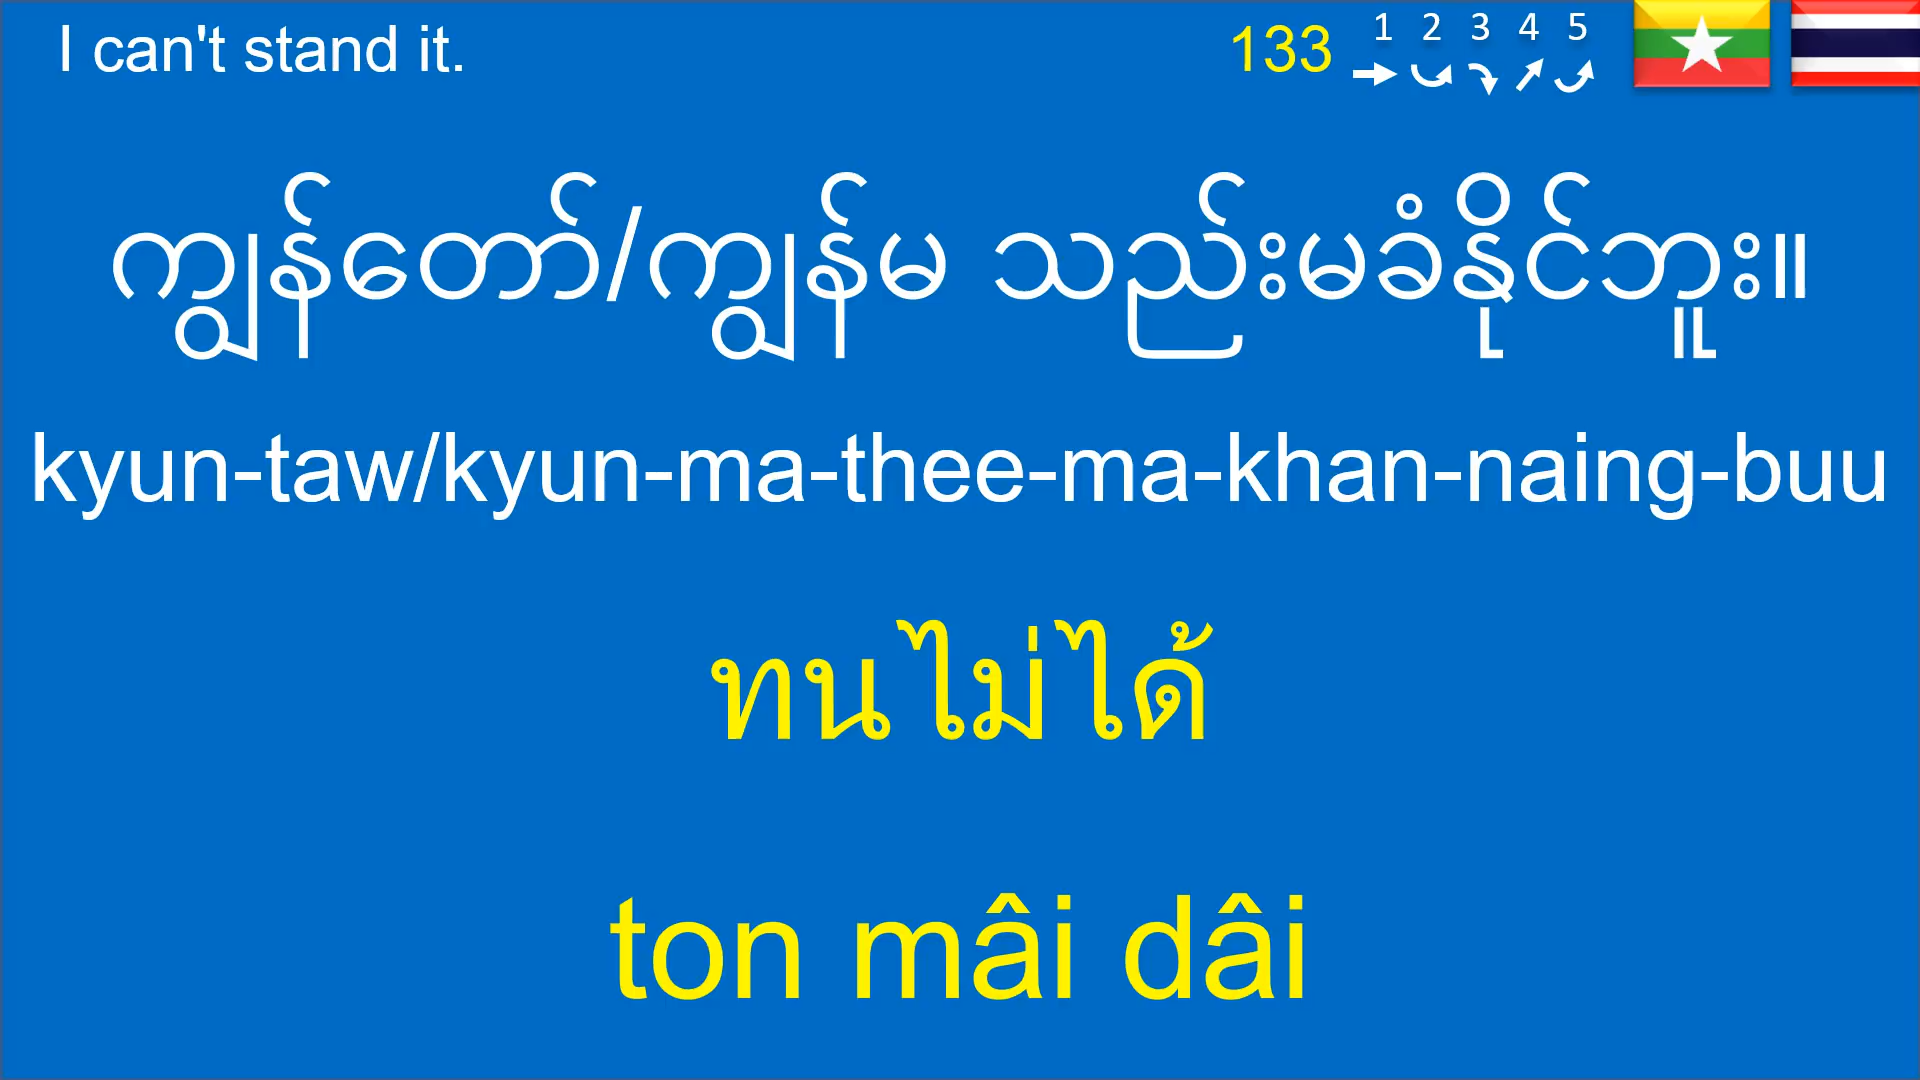 I can't stand it.
133 1 2 3 4 5
ကျွန်တော်/ကျွန်မ သည်းမခံနိုင်ဘူး။
kyun-taw/kyun-ma-thee-ma-khan-naing-buu
ทนไม่ได้
ton mâi dâi